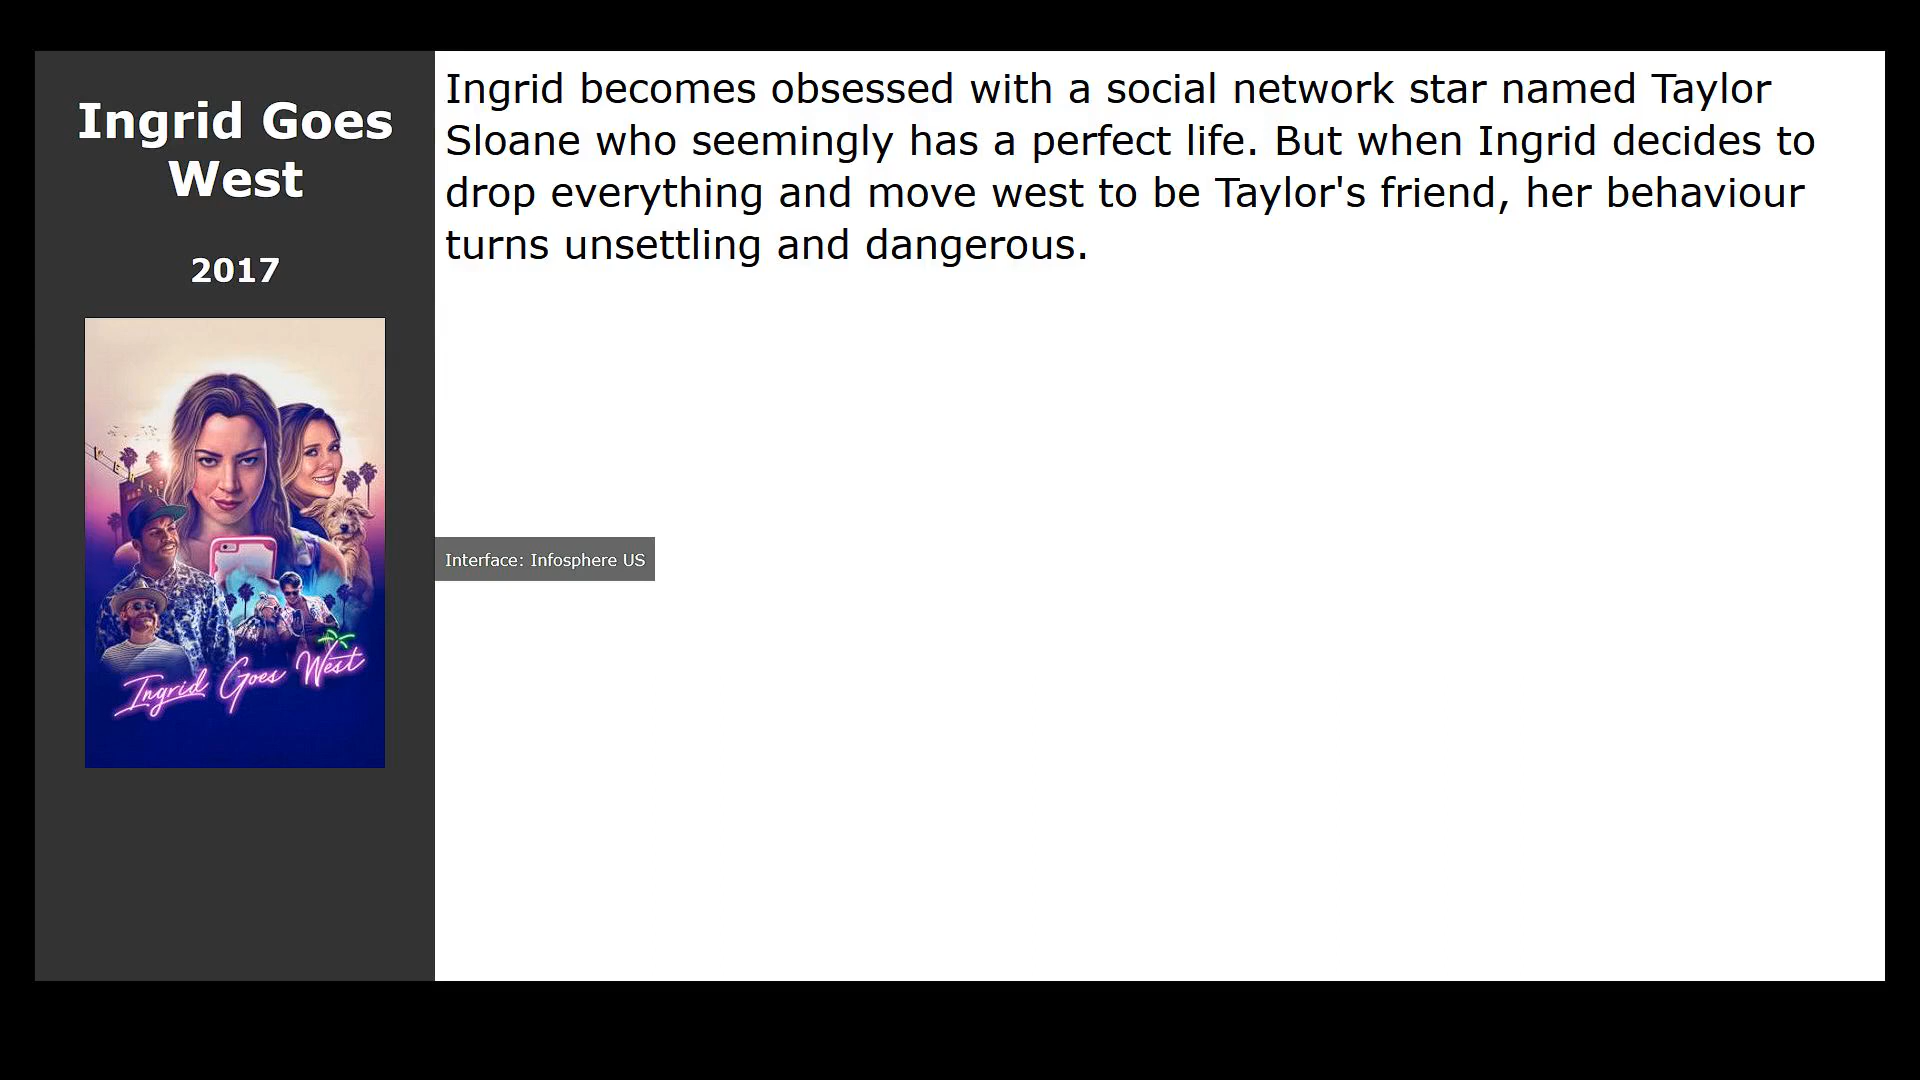 Ingrid Goes
West
2017
Ingrid Goes West
Ingrid becomes obsessed with a social network star named Taylor
Sloane who seemingly has a perfect life. But when Ingrid decides to
drop everything and move west to be Taylor's friend, her behaviour
turns unsettling and dangerous.
Interface: Infosphere US